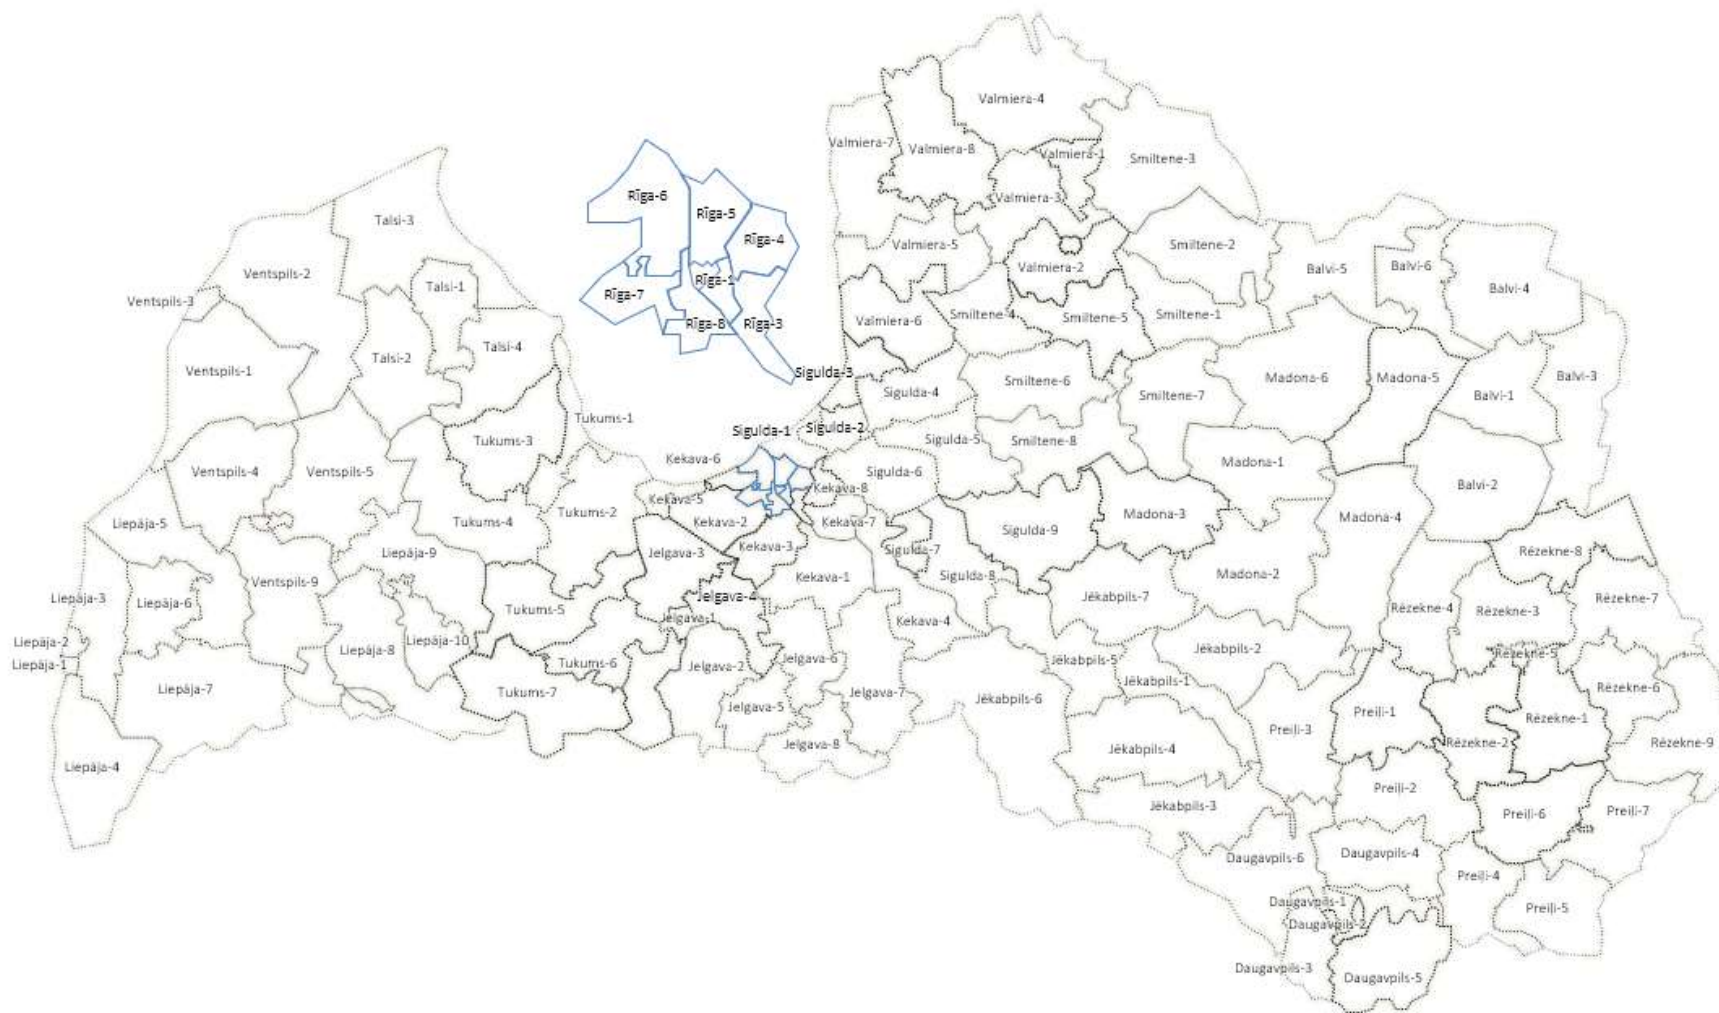 Valmiera-4
Valmiera-7
Valmiera-8
Valmiera-1
Smiltene-3
Rīga-6
Valmiera-3
Rīga-5
Talsi-3
Rīga-4
Valmiera-5
Smiltene-2
Balvi-5
Balvi-6
Ventspils-2
Valmiera-2
Rīga-1
Talsi-1
Balvi-4
Rīga-7
Ventspils-3
Rīga-8
Rīga-3
Valmiera-6
Smiltene-4
Smiltene-5
Smiltene-1
Talsi-4
Talsi-2
Ventspils-1
Sigulda-3
Sigulda-4
Smiltene-6
Madona-6
Madona-5
Balvi-3
Balvi-1
Smiltene-7
Tukums-1
Sigulda-1
Sigulda-2
Tukums-3
Sigulda-5
Smiltene-8
Kekava-6
Madona-1
Ventspils-4
Ventspils-5
Sigulda-6
Balvi-2
Kekava-8
Kekava-5
Tukums-2
Madona-3
Madona-4
Liepāja-5
Tukums-4
Kekava-2
Kekava-7
Sigulda-9
Kekava-3
Sigulda-7
Liepāja-9
Jelgava-3
Rēzekne-8
Ventspils-9
Kekava-1
Sigulda-8
Madona-2
Liepāja-3
Liepāja-6
Jelgava-4
Jēkabpils-7
Rēzekne-7
Tukums-5
Jelgava-1
Rēzekne-4
Rēzekne-3
Kekava-4
Liepāja-2
Liepāja-10
Liepāja-8
Jēkabpils-2
Rēzekne-5
Liepāja-1
Tukums-6
Jelgava-2
Jelgava-6
Jēkabpils-5
Jēkabpils-1
Liepāja-7
Tukums-7
Jelgava-7
Jēkabpils-6
Rēzekne-6
Jelgava-5
Preiļi-1
Rēzekne-1
Preiļi-3
Jelgava-8
Jēkabpils-4
Rēzekne-2
Rēzekne-9
Liepāja-4
Preiļi-2
Jēkabpils-3
Preiļi-6
Preiļi-7
Daugavpils-6
Daugavpils-4
Preiļi-4
Daugavpils-1
Preiļi-5
Daugavpils-2
Daugavpils-3
Daugavpils-5